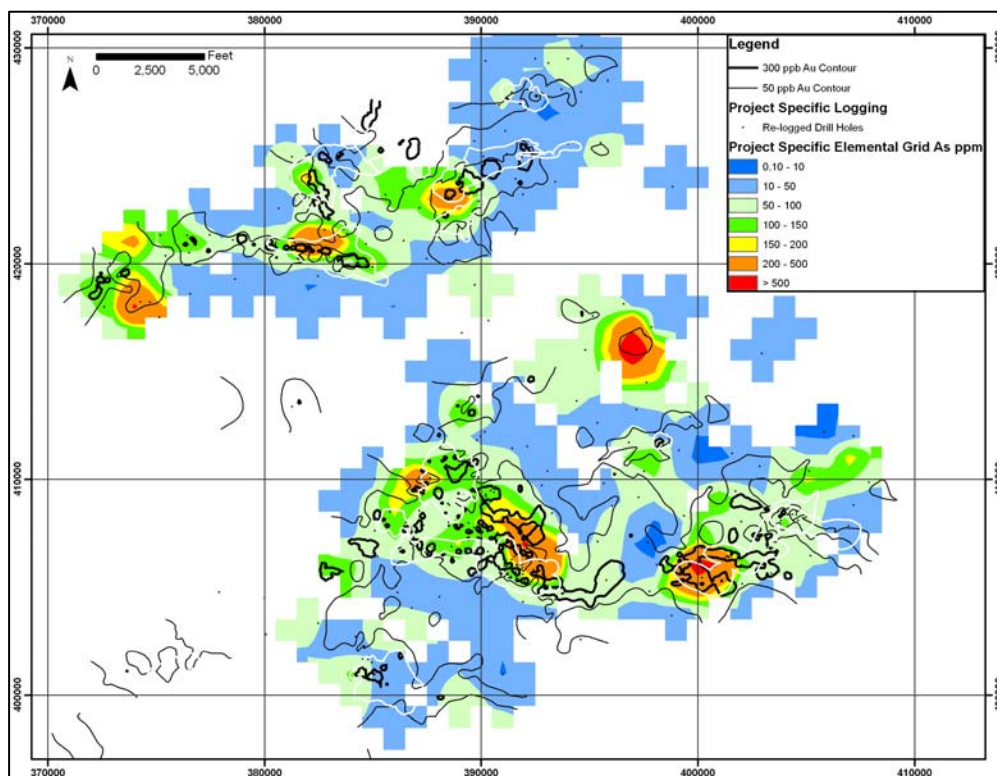 370000 380000 390000 400000 410000
430000
N
Feet
0 2,500 5,000
Legend
300 ppb Au Contour
50 ppb Au Contour
Project Specific Logging
Re-logged Drill Holes
Project Specific Elemental Grid As ppm
0.10 - 10
10 - 50
50 - 100
100 - 150
150 - 200
200 - 500
> 500
420000
410000
400000
370000 380000 390000 400000 410000